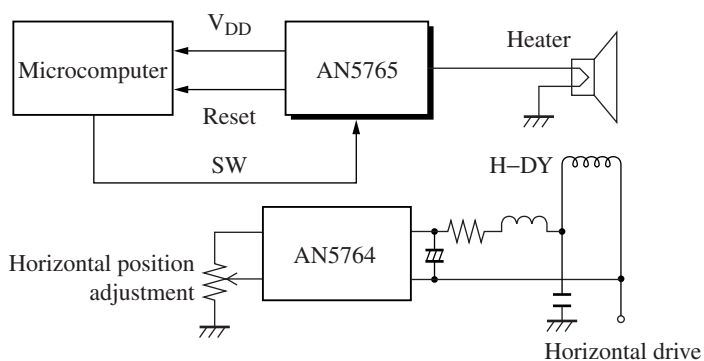 V_DD
Microcomputer
AN5765
Heater
Reset
SW
H–DY
AN5764
Horizontal position
adjustment
Horizontal drive